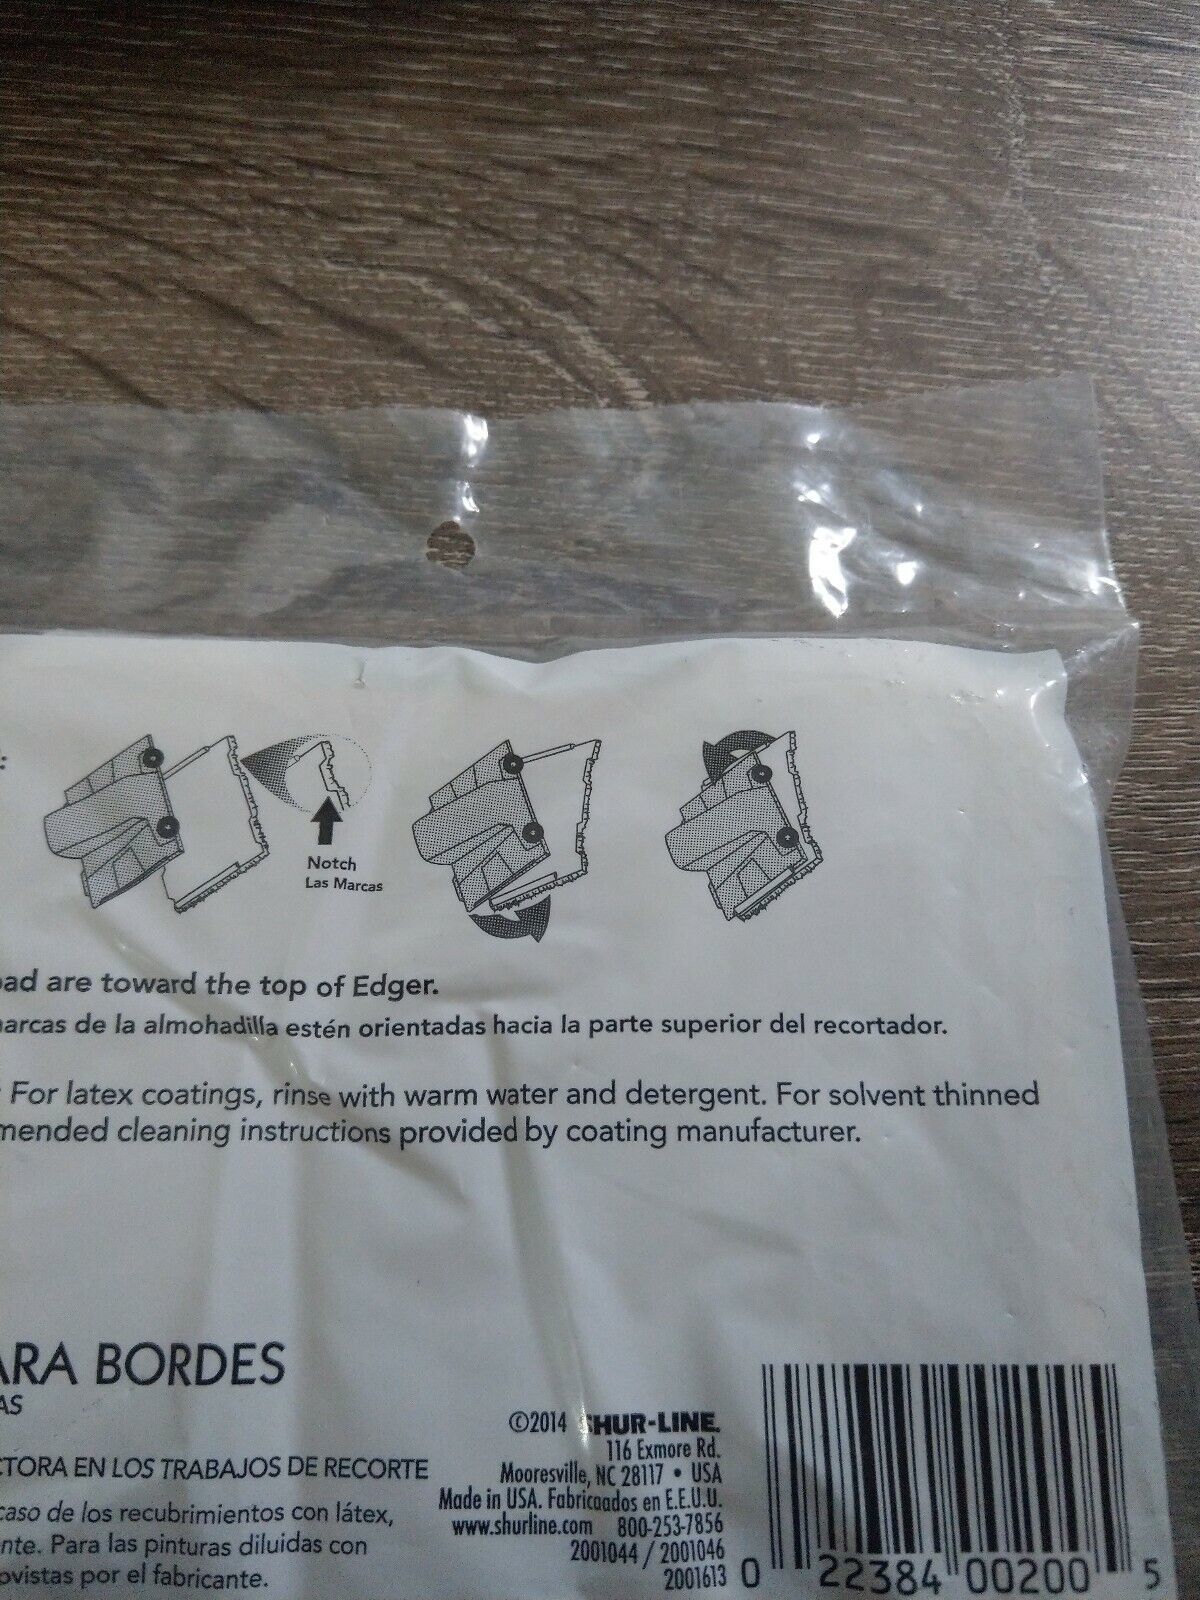 :
Notch
Las Marcas
ad are toward the top of Edger.
arcas de la almohadilla estén orientadas hacia la parte superior del recortador.
: For latex coatings, rinse with warm water and detergent. For solvent thinned
mended cleaning instructions provided by coating manufacturer.
ARA BORDES
AS
CTORA EN LOS TRABAJOS DE RECORTE
caso de los recubrimientos con látex,
nte. Para las pinturas diluidas con
ovistas por el fabricante.
©2014 SHUR-LINE.
116 Exmore Rd.
Mooresville, NC 28117 • USA
Made in USA. Fabricaados en E.E.U.U.
www.shurline.com 800-253-7856
2001044 / 2001046
2001613
0 22384 00200 5